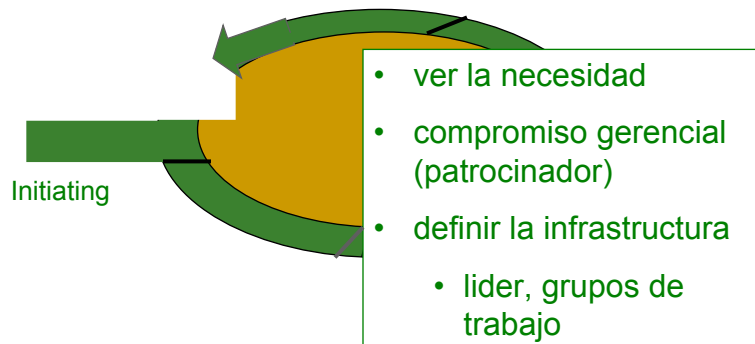 Initiating
• ver la necesidad
• compromiso gerencial
(patrocinador)
• definir la infrastructura
• lider, grupos de
trabajo